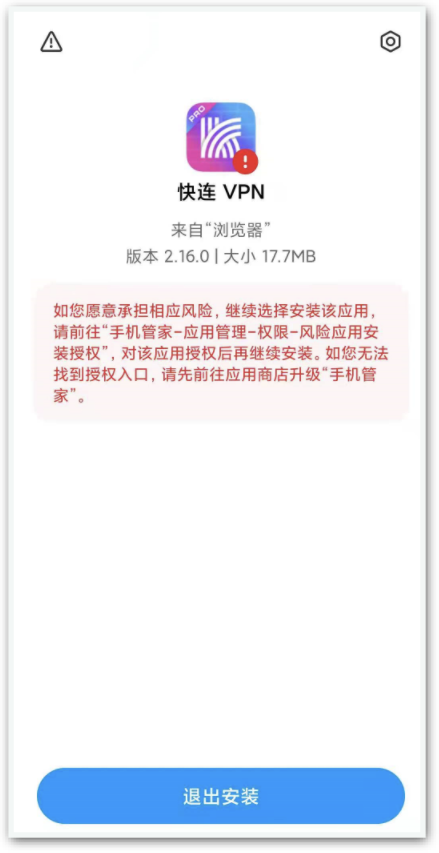 PRO
快连 VPN
来自“浏览器”
版本 2.16.0 | 大小 17.7MB
如您愿意承担相应风险，继续选择安装该应用，
请前往“手机管家-应用管理-权限-风险应用安
装授权”，对该应用授权后再继续安装。如您无法
找到授权入口，请先前往应用商店升级“手机管
家”。
退出安装